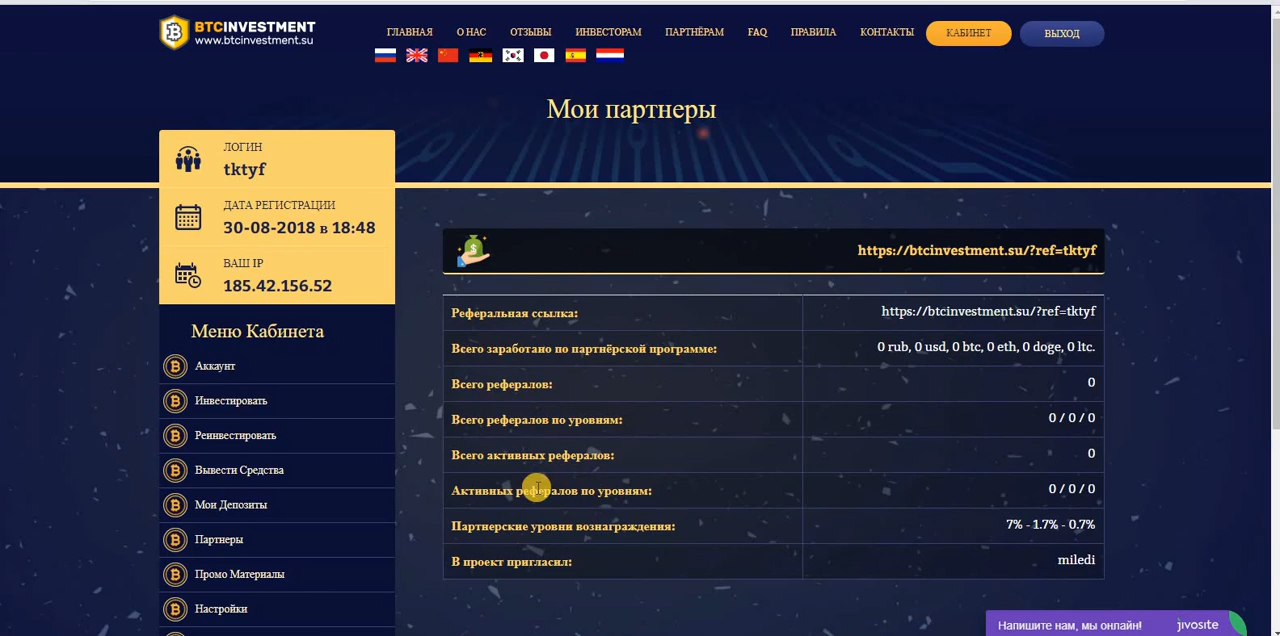 BTCINVESTMENT
www.btcinvestment.su
ГЛАВНАЯ О НАС ОТЗЫВЫ ИНВЕСТОРАМ ПАРТНЁРАМ FAQ ПРАВИЛА КОНТАКТЫ КАБИНЕТ ВЫХОД
Мои партнеры
ЛОГИН
tktyf
ДАТА РЕГИСТРАЦИИ
30-08-2018 в 18:48
ВАШ IP
185.42.156.52
Меню Кабинета
Аккаунт
Инвестировать
Реинвестировать
Вывести Средства
Мои Депозиты
Партнеры
Промо Материалы
Настройки
https://btcinvestment.su/?ref=tktyf
Реферальная ссылка: https://btcinvestment.su/?ref=tktyf
Всего заработано по партнёрской программе: 0 rub, 0 usd, 0 btc, 0 eth, 0 doge, 0 ltc.
Всего рефералов: 0
Всего рефералов по уровням: 0 / 0 / 0
Всего активных рефералов: 0
Активных рефералов по уровням: 0 / 0 / 0
Партнерские уровни вознаграждения: 7% - 1.7% - 0.7%
В проект пригласил: miledi
Напишите нам, мы онлайн! jivosite